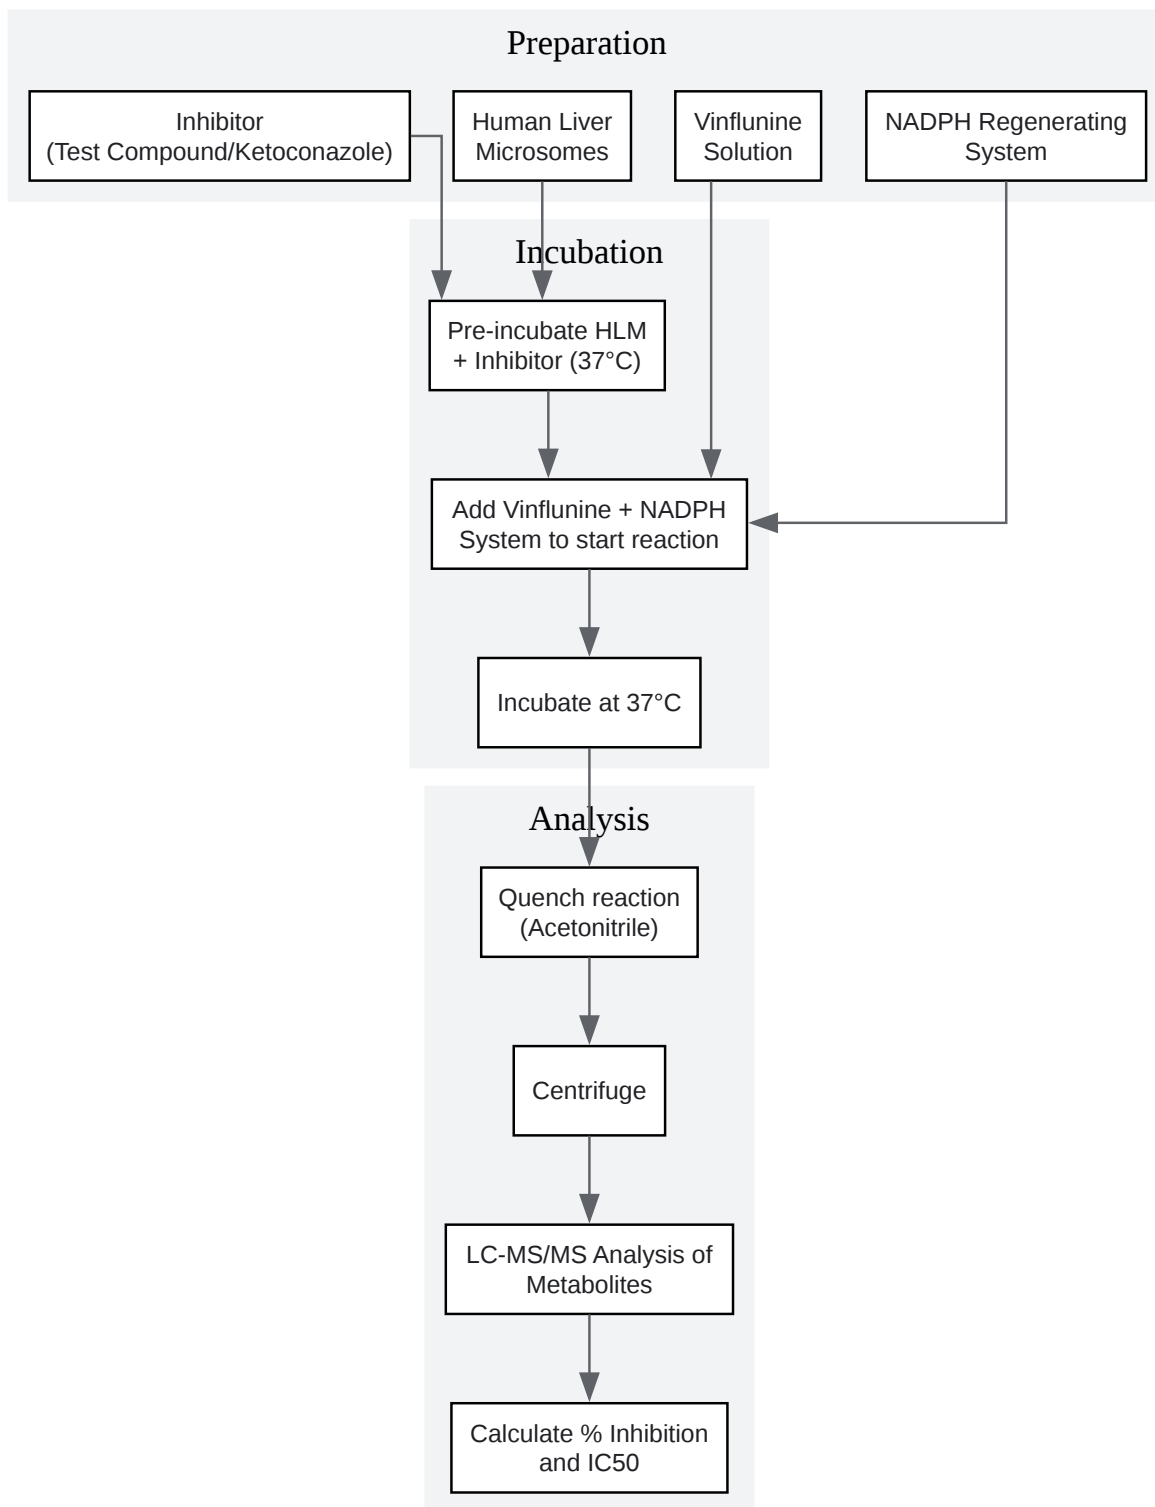 Preparation
Inhibitor
(Test Compound/Ketoconazole)
Human Liver
Microsomes
Vinflunine
Solution
NADPH Regenerating
System
Incubation
Pre-incubate HLM
+ Inhibitor (37°C)
Add Vinflunine + NADPH
System to start reaction
Incubate at 37°C
Analysis
Quench reaction
(Acetonitrile)
Centrifuge
LC-MS/MS Analysis of
Metabolites
Calculate % Inhibition
and IC50